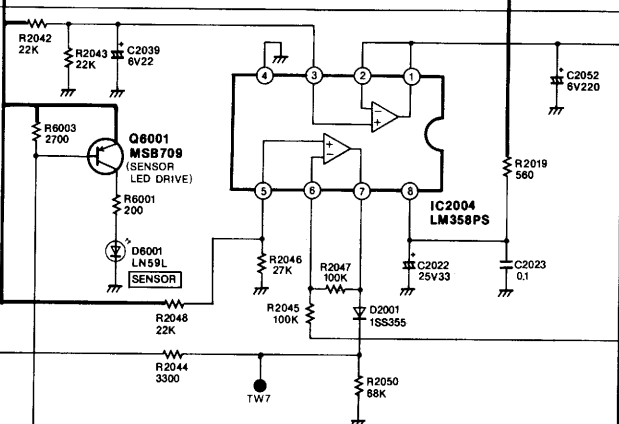 R2042
22K
R2043
22K
C2039
6V22
4
3
2
1
C2052
6V220
R6003
2700
Q6001
MSB709
(SENSOR
LED DRIVE)
R2019
560
5
6
7
8
IC2004
LM358PS
R6001
200
D6001
LN59L
SENSOR
R2046
27K
R2047
100K
C2022
25V33
C2023
0.1
R2048
22K
R2045
100K
D2001
1SS355
R2044
3300
TW7
R2050
68K